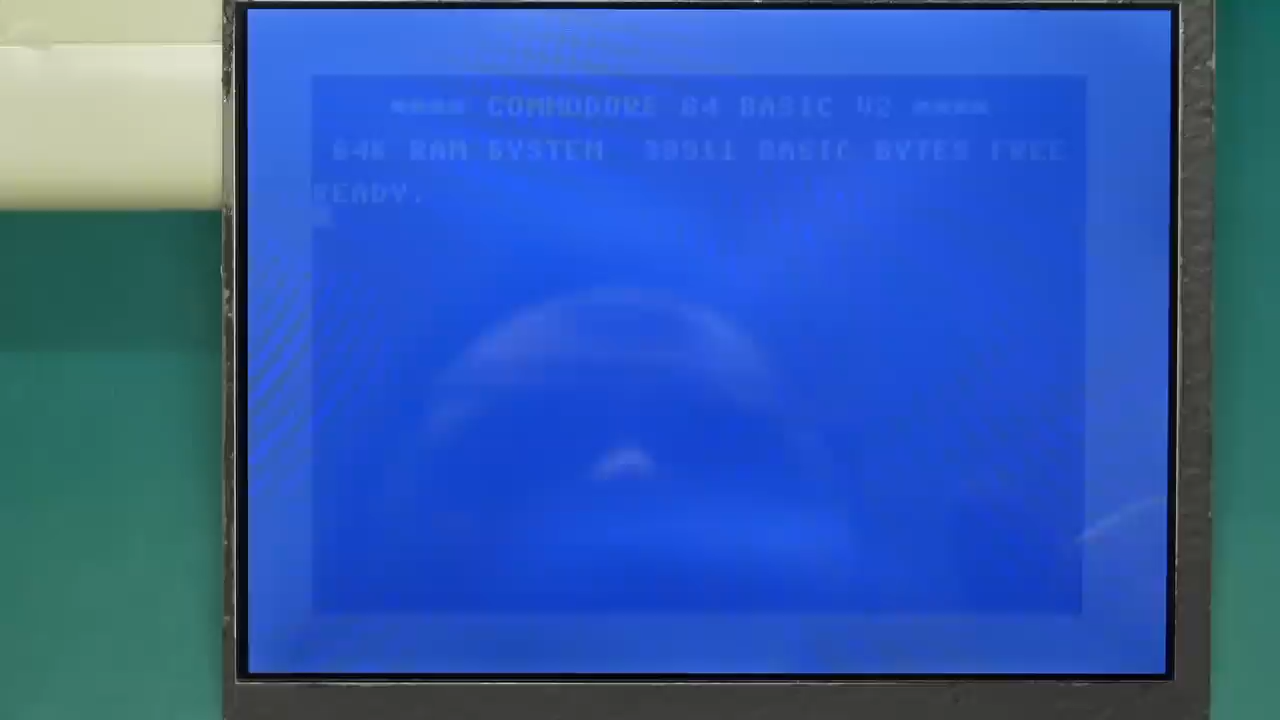 **** COMMODORE 64 BASIC V2 ****
64K RAM SYSTEM 38911 BASIC BYTES FREE
READY.